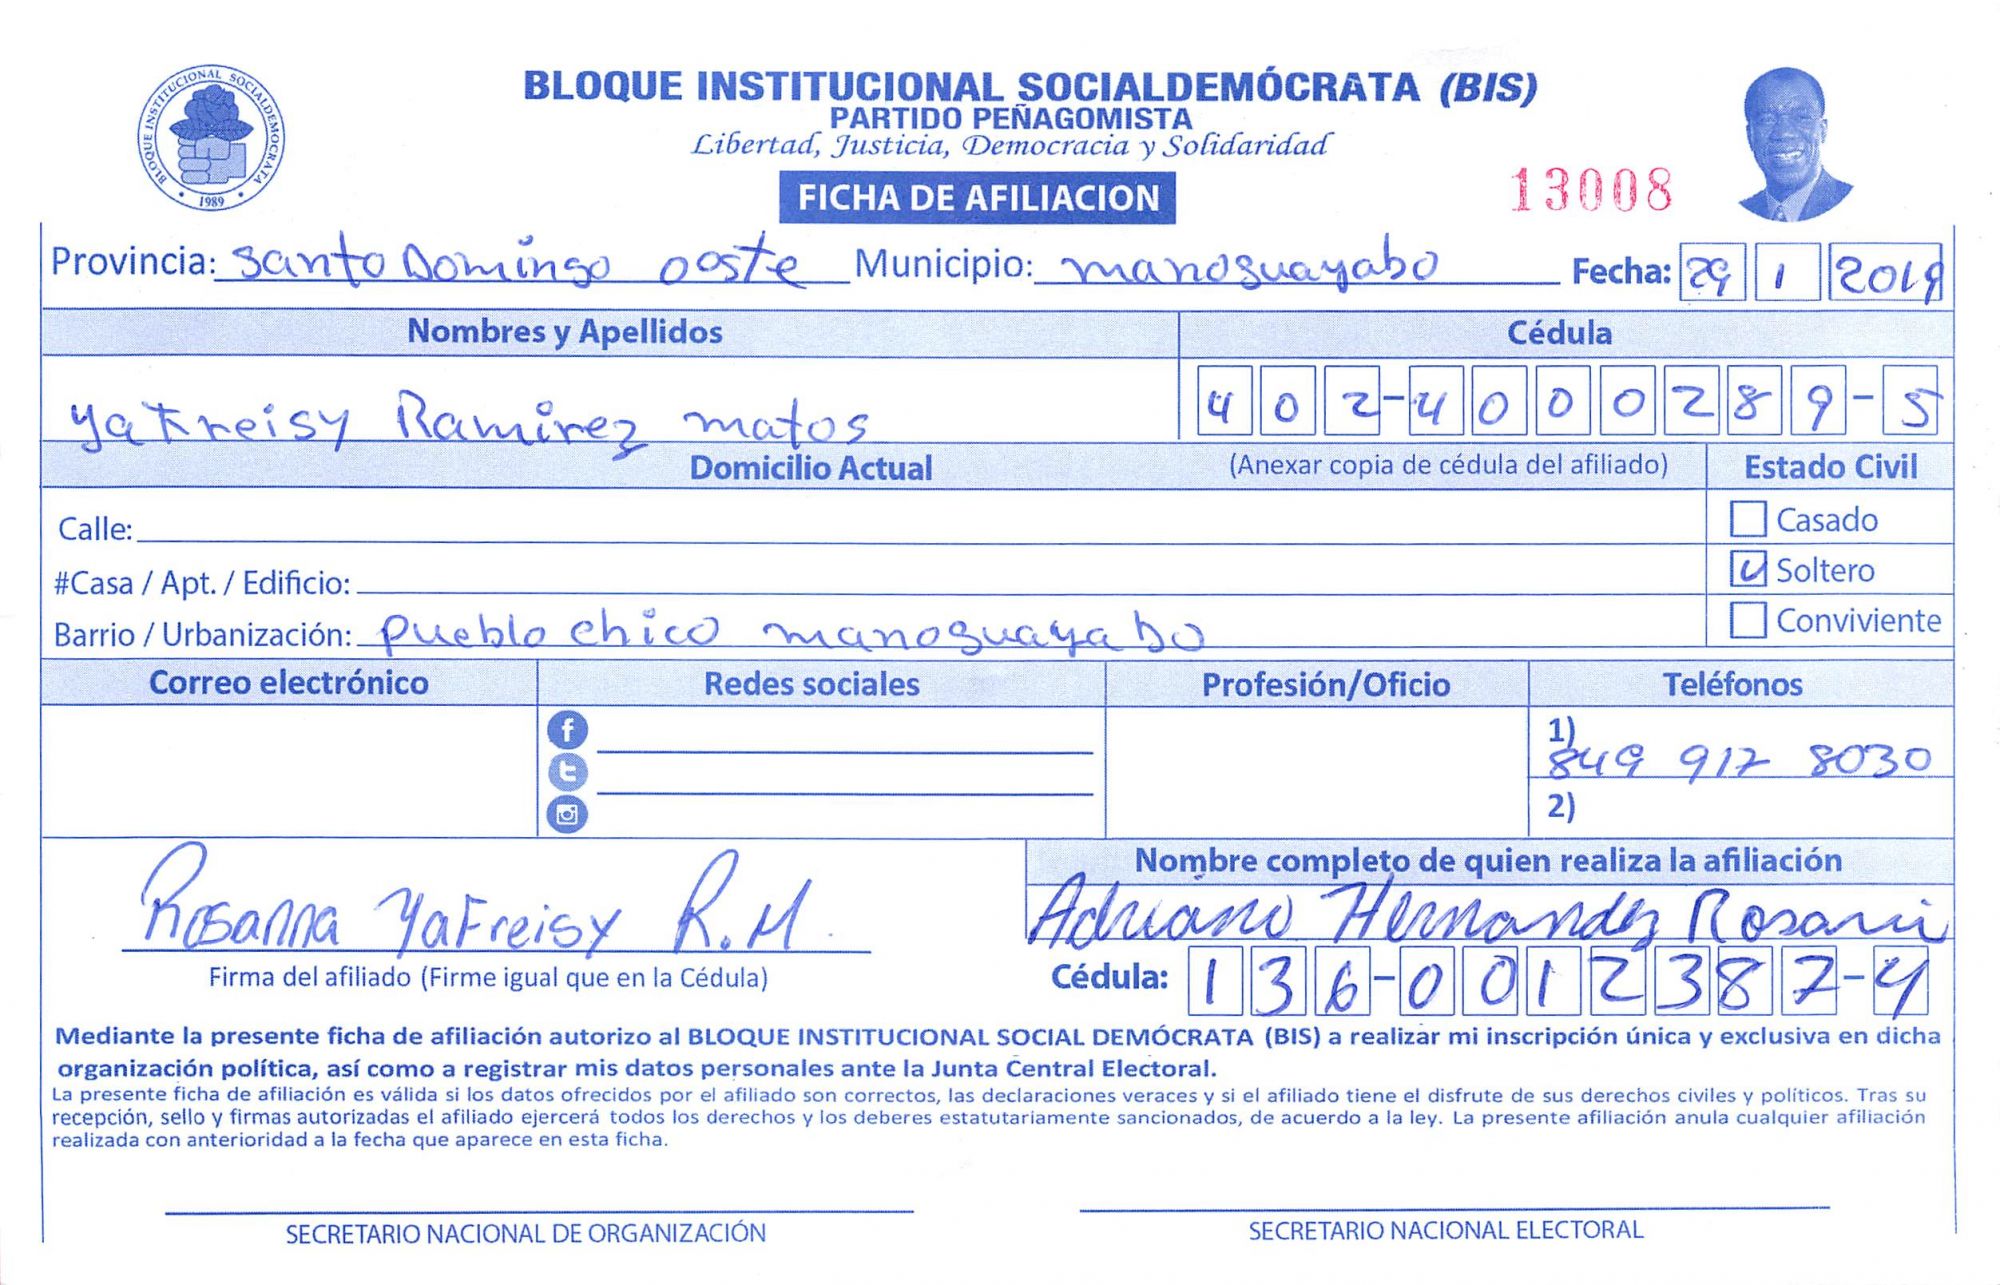 BLOQUE INSTITUCIONAL SOCIALDEMOCRATA
1989
BLOQUE INSTITUCIONAL SOCIALDEMÓCRATA (BIS)
PARTIDO PEÑAGOMISTA
Libertad, Justicia, Democracia y Solidaridad
FICHA DE AFILIACION
13008
Provincia: Santo Domingo oeste Municipio: manoguayabo Fecha: 29 1 2019
Nombres y Apellidos Cédula
Yafreisy Ramirez matos 402-4000289-5
Domicilio Actual (Anexar copia de cédula del afiliado) Estado Civil
Calle: Casado
#Casa / Apt. / Edificio: Soltero
Barrio / Urbanización: Pueblo chico manoguayabo Conviviente
Correo electrónico Redes sociales Profesión/Oficio Teléfonos
1) 849 917 8030
2)
Nombre completo de quien realiza la afiliación
Rosanna Yafreisy R.M. Adriano Hernandez Rosario
Firma del afiliado (Firme igual que en la Cédula) Cédula: 136-0012387-4
Mediante la presente ficha de afiliación autorizo al BLOQUE INSTITUCIONAL SOCIAL DEMÓCRATA (BIS) a realizar mi inscripción única y exclusiva en dicha
organización política, así como a registrar mis datos personales ante la Junta Central Electoral.
La presente ficha de afiliación es válida si los datos ofrecidos por el afiliado son correctos, las declaraciones veraces y si el afiliado tiene el disfrute de sus derechos civiles y políticos. Tras su
recepción, sello y firmas autorizadas el afiliado ejercerá todos los derechos y los deberes estatutariamente sancionados, de acuerdo a la ley. La presente afiliación anula cualquier afiliación
realizada con anterioridad a la fecha que aparece en esta ficha.
SECRETARIO NACIONAL DE ORGANIZACIÓN SECRETARIO NACIONAL ELECTORAL